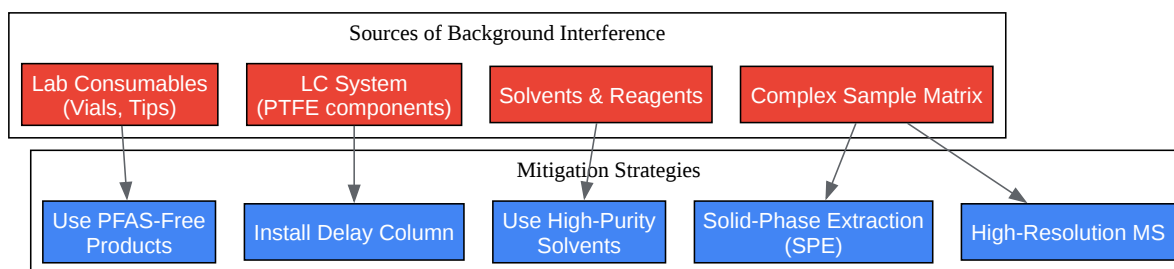 Sources of Background Interference
Lab Consumables
(Vials, Tips)
LC System
(PTFE components)
Solvents & Reagents
Complex Sample Matrix
Mitigation Strategies
Use PFAS-Free
Products
Install Delay Column
Use High-Purity
Solvents
Solid-Phase Extraction
(SPE)
High-Resolution MS